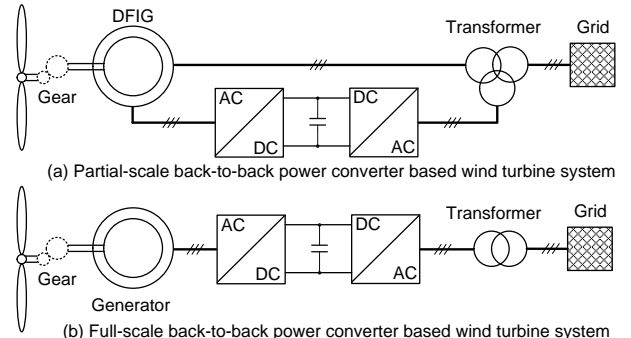 DFIG
Transformer
Grid
Gear
AC
DC
DC
AC
(a) Partial-scale back-to-back power converter based wind turbine system
Transformer
Grid
AC
DC
DC
AC
Gear
Generator
(b) Full-scale back-to-back power converter based wind turbine system